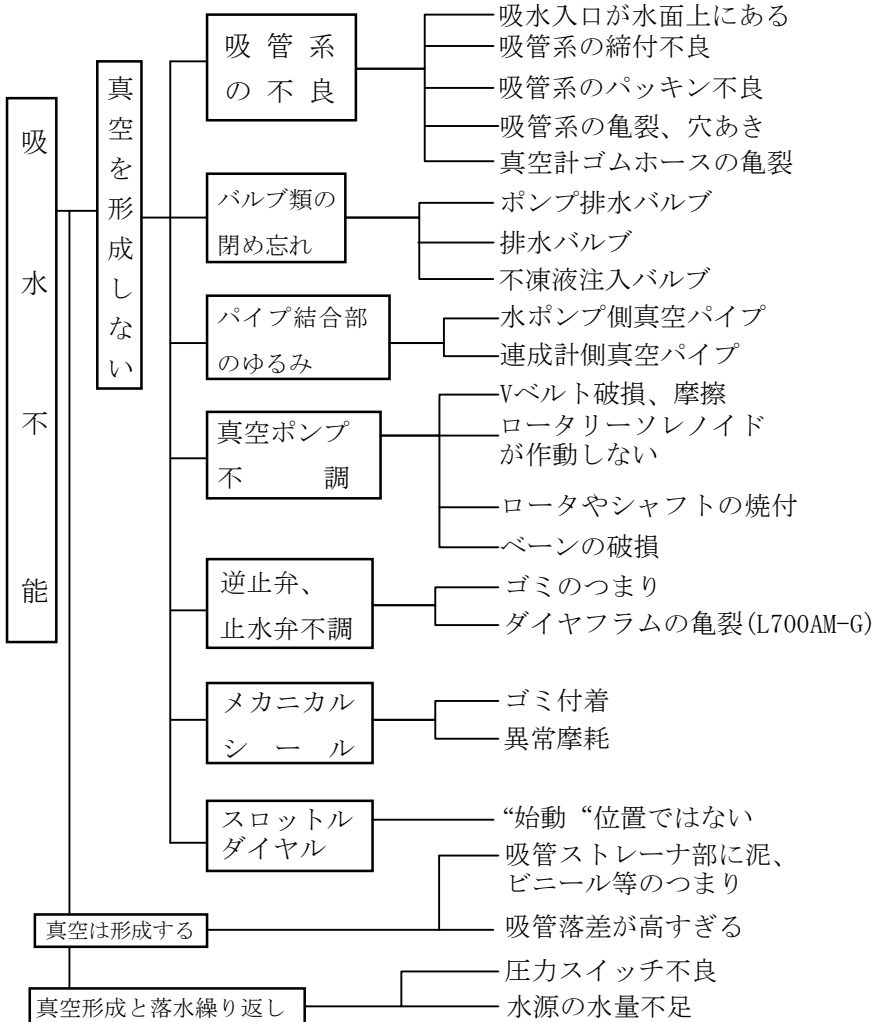 吸水不能
真空を形成しない
吸管系
の不良
吸水入口が水面上にある
吸管系の締付不良
吸管系のパッキン不良
吸管系の亀裂、穴あき
真空計ゴムホースの亀裂
バルブ類の
閉め忘れ
ポンプ排水バルブ
排水バルブ
不凍液注入バルブ
パイプ結合部
のゆるみ
水ポンプ側真空パイプ
連成計側真空パイプ
真空ポンプ
不調
Vベルト破損、摩擦
ロータリーソレノイド
が作動しない
ロータやシャフトの焼付
ベーンの破損
逆止弁、
止水弁不調
ゴミのつまり
ダイヤフラムの亀裂(L700AM-G)
メカニカル
シール
ゴミ付着
異常摩耗
スロットル
ダイヤル
“始動“位置ではない
真空は形成する
吸管ストレーナ部に泥、
ビニール等のつまり
吸管落差が高すぎる
真空形成と落水繰り返し
圧力スイッチ不良
水源の水量不足